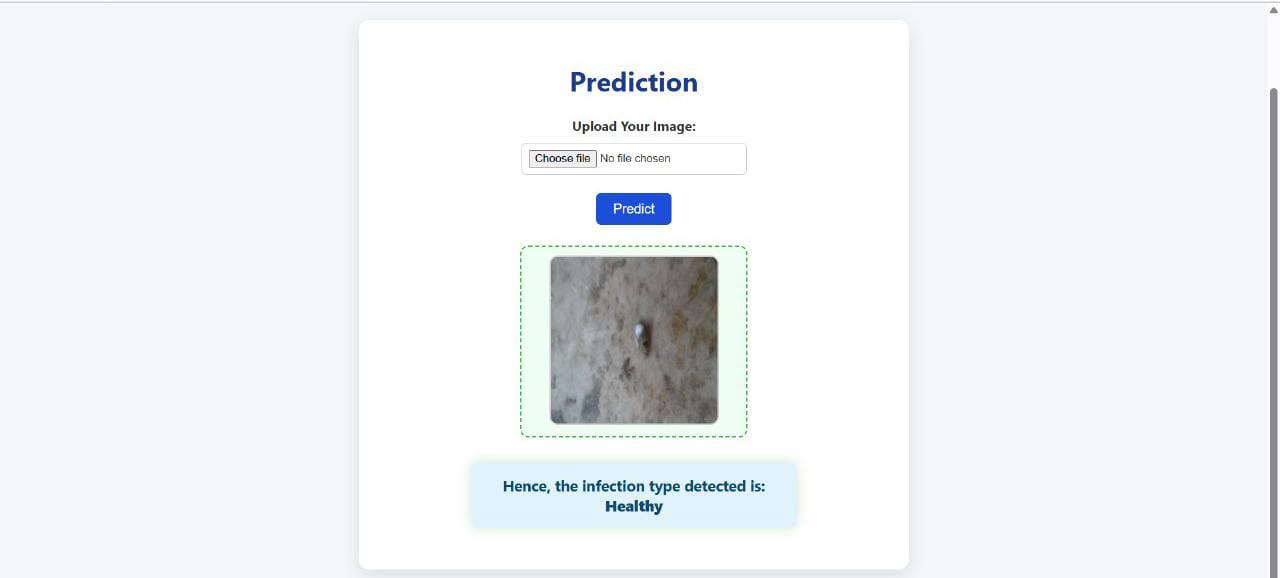 Prediction
Upload Your Image:
Choose file No file chosen
Predict
Hence, the infection type detected is:
Healthy